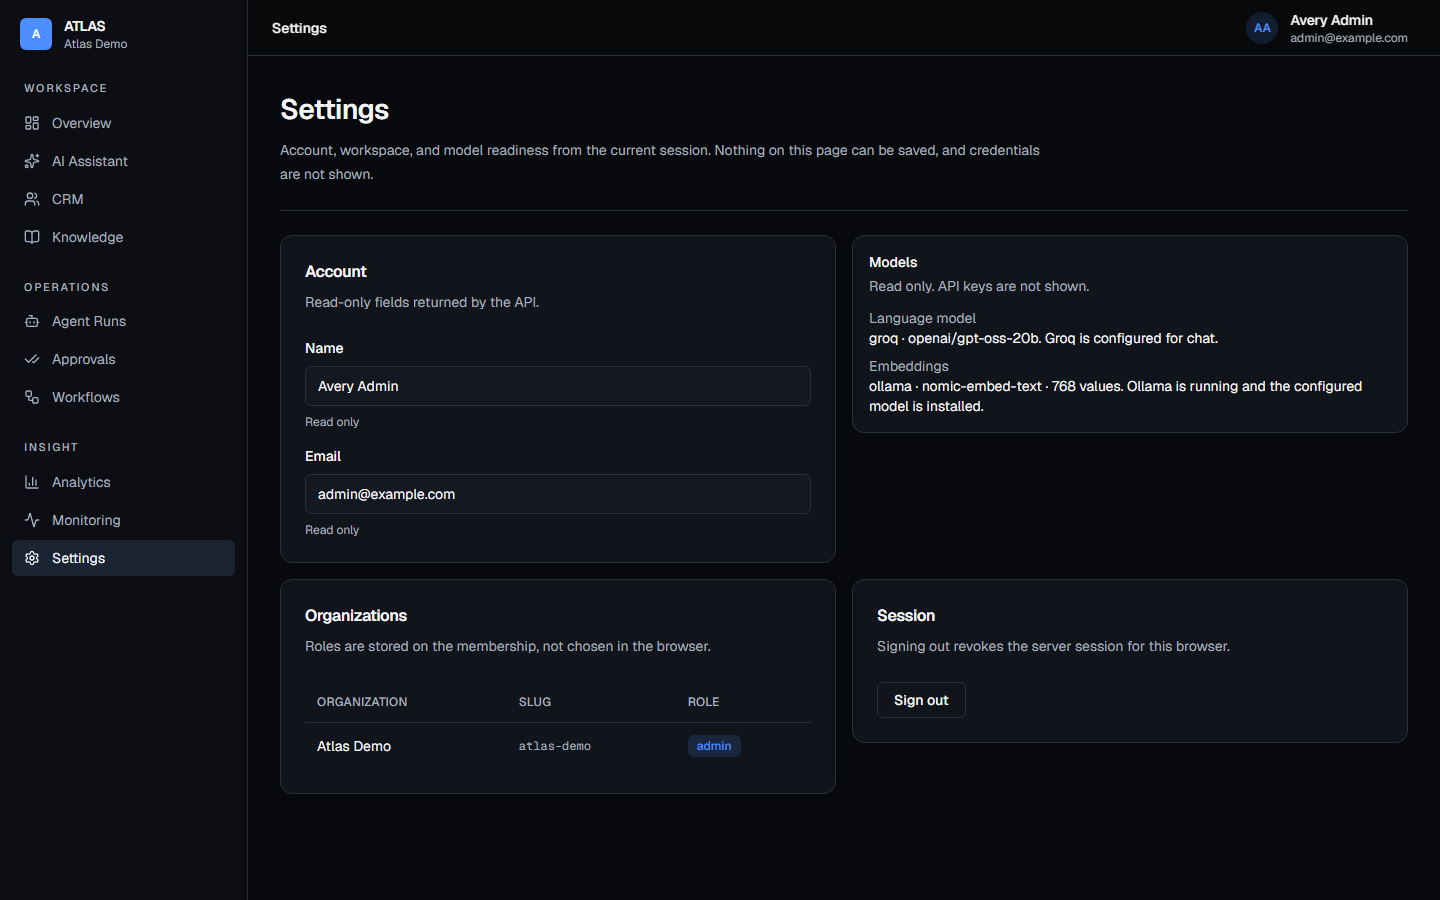 A
ATLAS
Atlas Demo
WORKSPACE
Overview
AI Assistant
CRM
Knowledge
OPERATIONS
Agent Runs
Approvals
Workflows
INSIGHT
Analytics
Monitoring
Settings
Settings
AA
Avery Admin
admin@example.com
Settings
Account, workspace, and model readiness from the current session. Nothing on this page can be saved, and credentials
are not shown.
Account
Read-only fields returned by the API.
Name
Avery Admin
Read only
Email
admin@example.com
Read only
Models
Read only. API keys are not shown.
Language model
groq · openai/gpt-oss-20b. Groq is configured for chat.
Embeddings
ollama · nomic-embed-text · 768 values. Ollama is running and the configured
model is installed.
Organizations
Roles are stored on the membership, not chosen in the browser.
ORGANIZATION SLUG ROLE
Atlas Demo atlas-demo admin
Session
Signing out revokes the server session for this browser.
Sign out